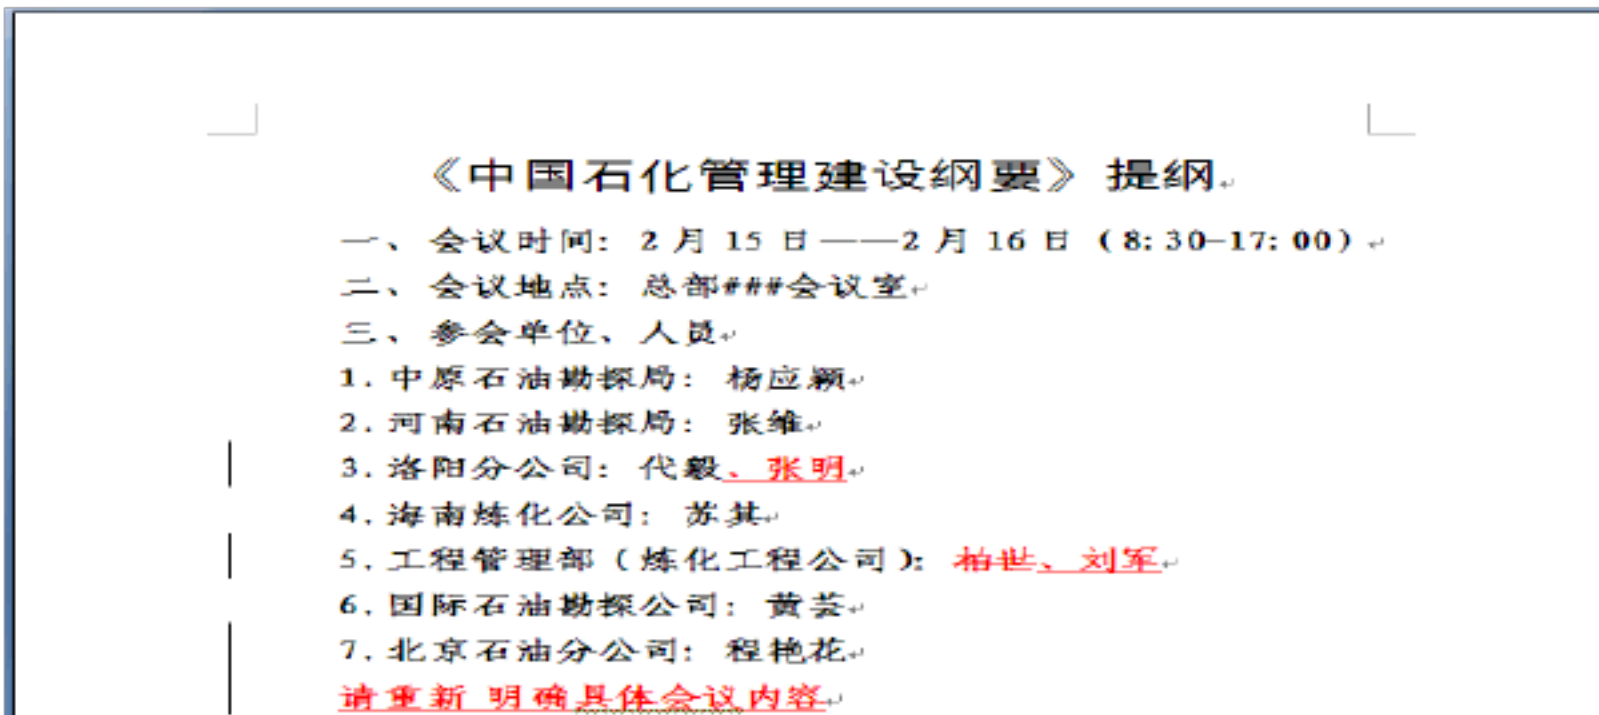 《中国石化管理建设纲要》提纲
一、会议时间：2月15日——2月16日（8:30-17:00）
二、会议地点：总部###会议室
三、参会单位、人员
1.中原石油勘探局：杨应颖
2.河南石油勘探局：张雏
3.洛阳分公司：代毅、张明
4.海南炼化公司：苏其
5.工程管理部（炼化工程公司）：柏世、刘军
6.国际石油勘探公司：黄芸
7.北京石油分公司：程艳花
请重新 明确具体会议内容